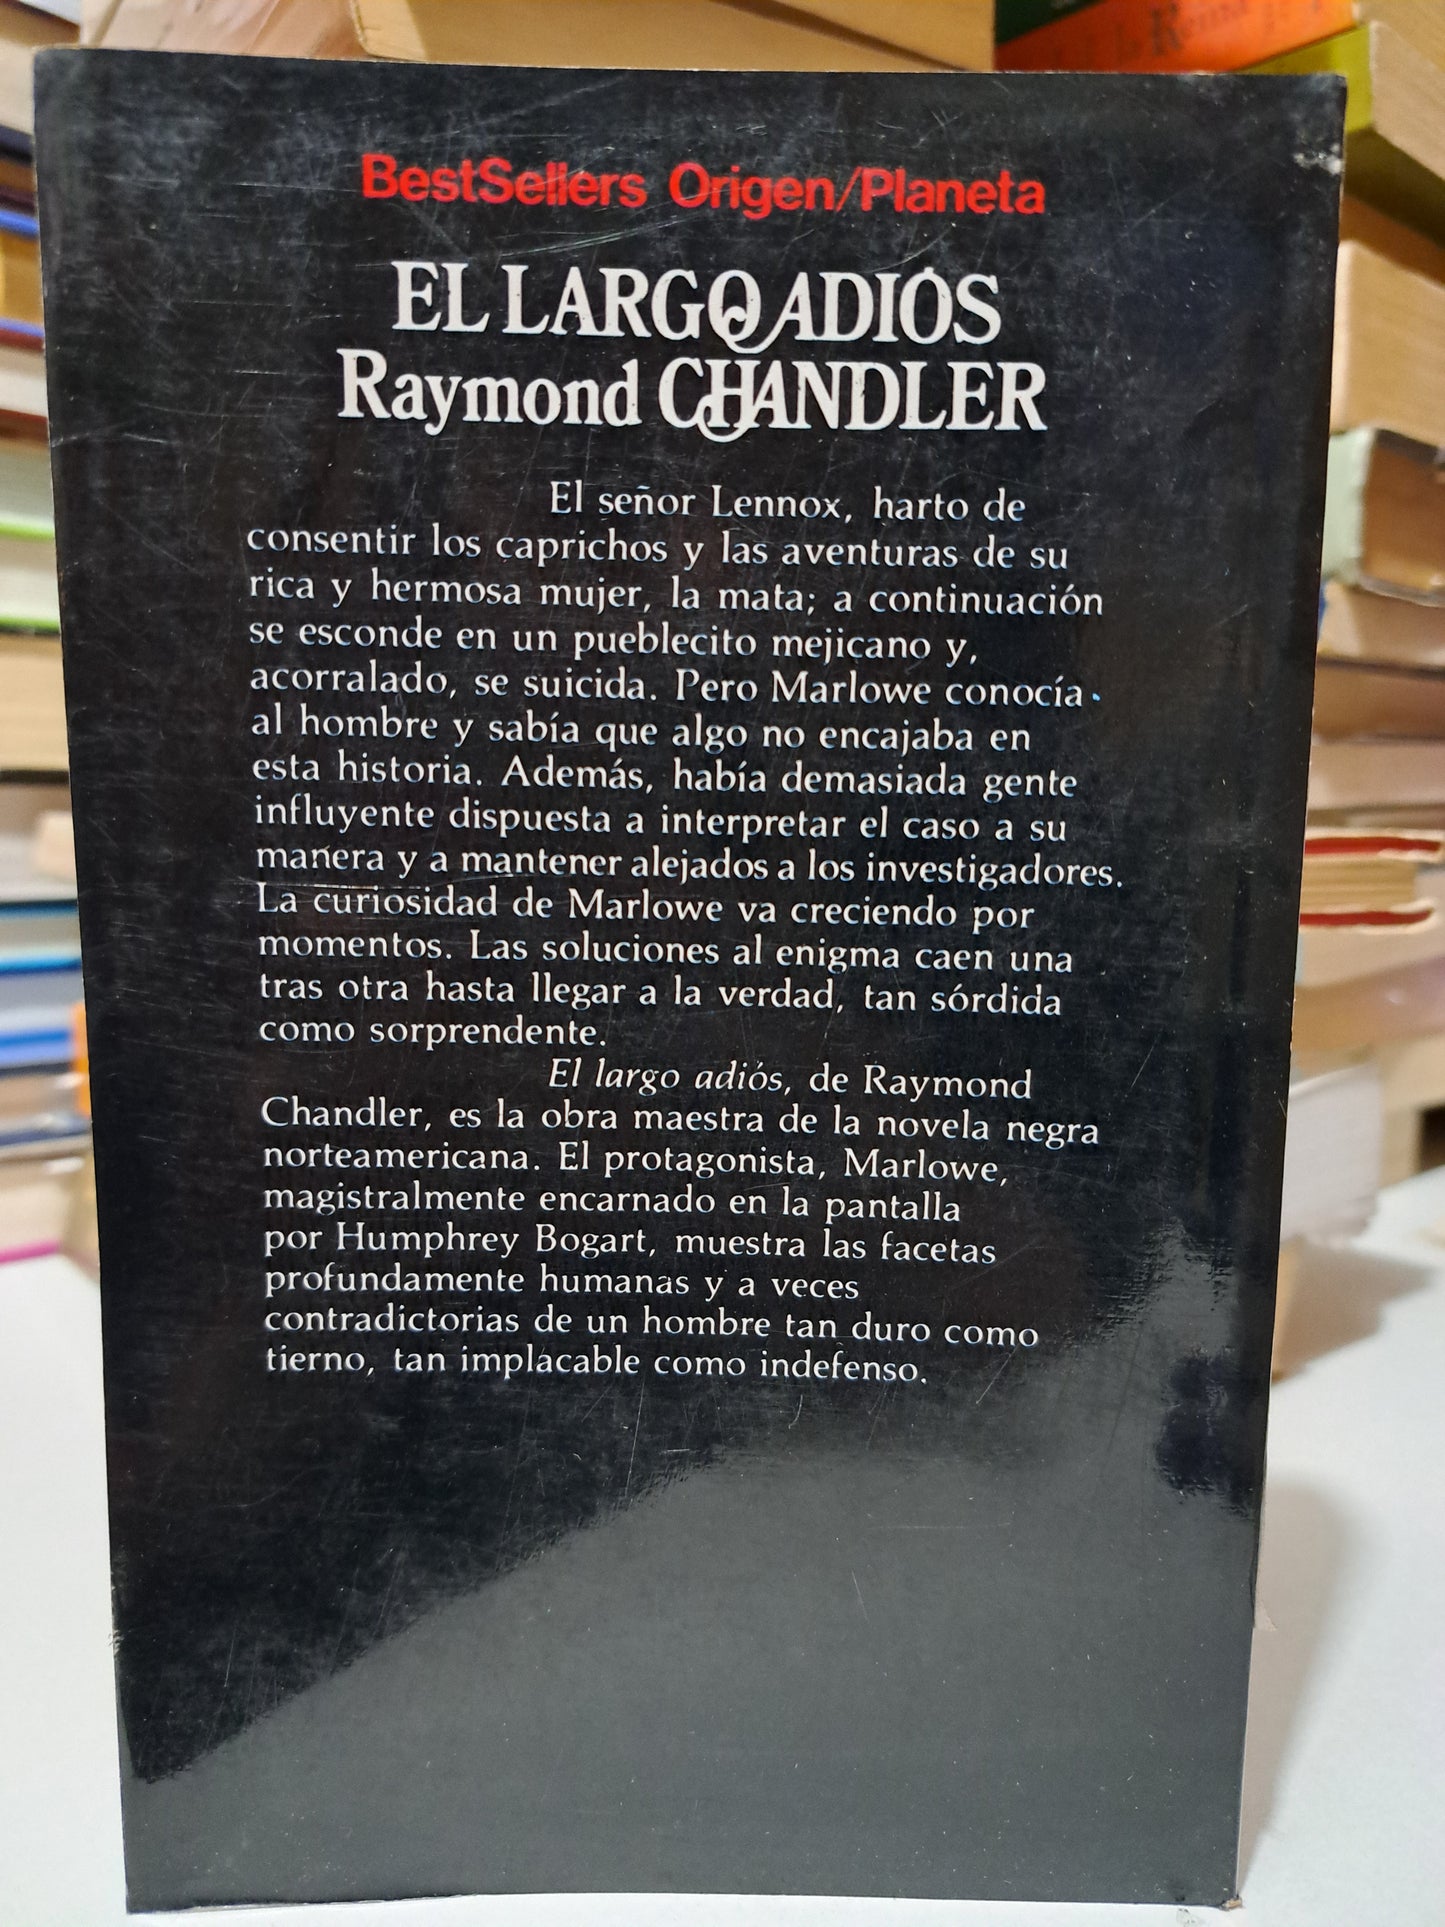 Roma
BestSellers Origen/Planeta
EL LARGO ADIÓS
Raymond CHANDLER
El señor Lennox, harto de
consentir los caprichos y las aventuras de su
rica y hermosa mujer, la mata; a continuación
se esconde en un pueblecito mejicano y,
acorralado, se suicida. Pero Marlowe conocía
al hombre y sabía que algo no encajaba en
esta historia. Además, había demasiada gente
influyente dispuesta a interpretar el caso a su
manera y a mantener alejados a los investigadores.
La curiosidad de Marlowe va creciendo por
momentos. Las soluciones al enigma caen una
tras otra hasta llegar a la verdad, tan sórdida
como sorprendente.
El largo adiós, de Raymond
Chandler, es la obra maestra de la novela negra
norteamericana. El protagonista, Marlowe,
magistralmente encarnado en la pantalla
por Humphrey Bogart, muestra las facetas
profundamente humanas y a veces
contradictorias de un hombre tan duro como
tierno, tan implacable como indefenso.